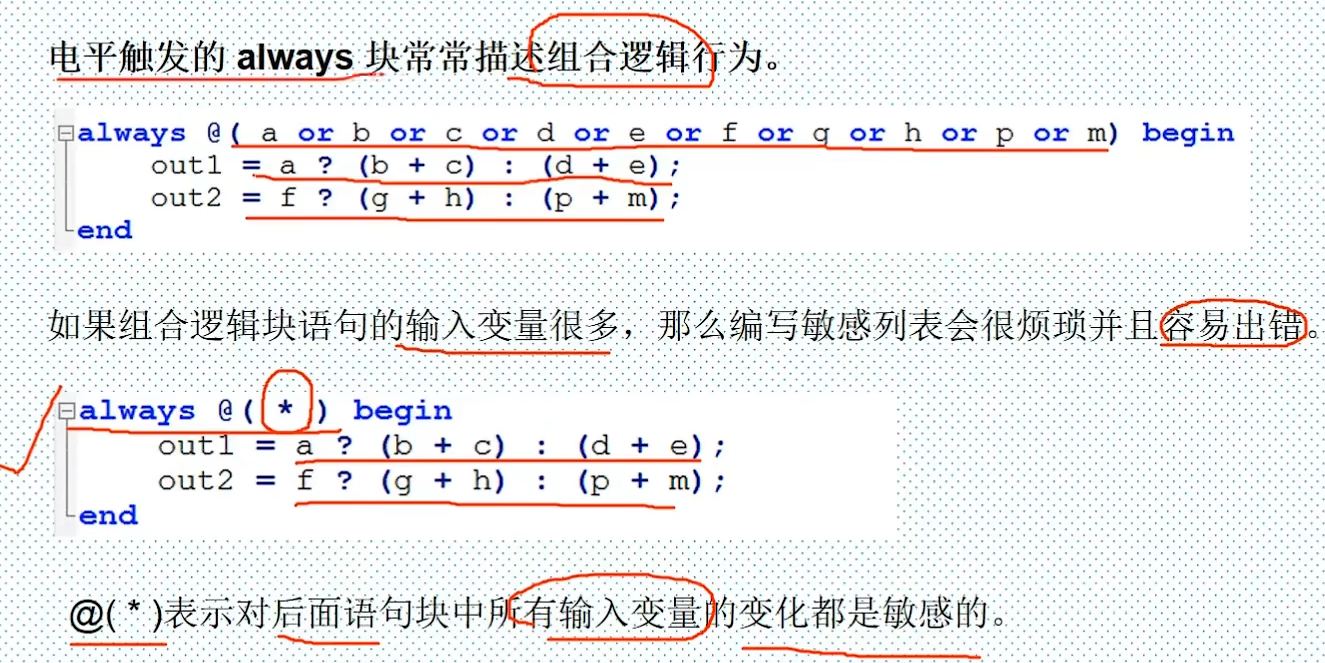 电平触发的 always 块常常描述组合逻辑行为。
always @( a or b or c or d or e or f or g or h or p or m) begin
out1 = a ? (b + c) : (d + e);
out2 = f ? (g + h) : (p + m);
end
如果组合逻辑块语句的输入变量很多，那么编写敏感列表会很烦琐并且容易出错。
always @( * ) begin
out1 = a ? (b + c) : (d + e);
out2 = f ? (g + h) : (p + m);
end
@( * )表示对后面语句块中所有输入变量的变化都是敏感的。